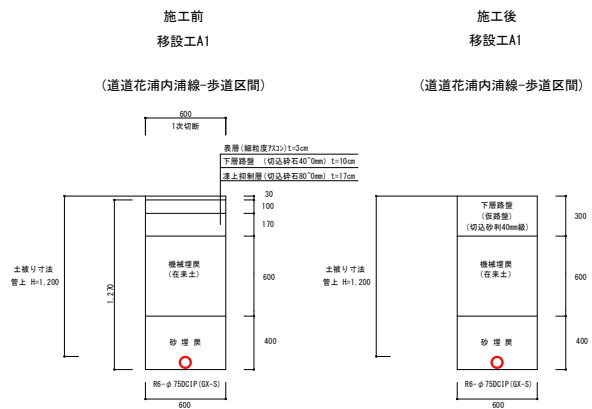 施工前
移設工A1
(道道花浦内浦線-歩道区間)
600
1次切断
表層(細粒度アスコン)t=3cm
下層路盤 (切込砕石40~0mm) t=10cm
凍上抑制層(切込砕石80~0mm) t=17cm
30
100
170
機械埋戻
(在来土)
600
土被り寸法
管上 H=1,200
1,270
砂 埋 戻
400
R6-φ75DCIP(GX-S)
600
施工後
移設工A1
(道道花浦内浦線-歩道区間)
下層路盤
(仮路盤)
(切込砂利40mm級)
300
機械埋戻
(在来土)
600
土被り寸法
管上 H=1,200
砂 埋 戻
400
R6-φ75DCIP(GX-S)
600